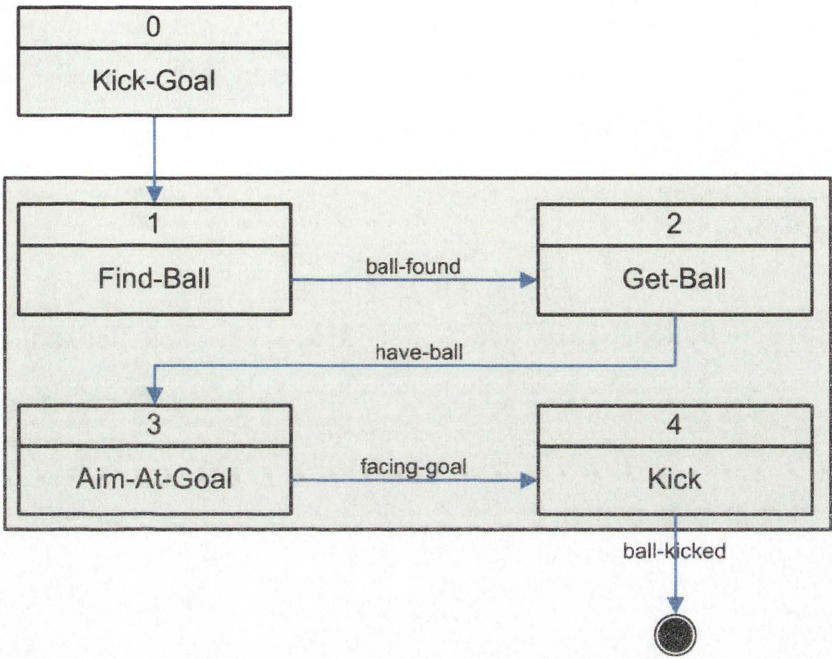 0
Kick-Goal
1
Find-Ball
ball-found
2
Get-Ball
have-ball
3
Aim-At-Goal
facing-goal
4
Kick
ball-kicked